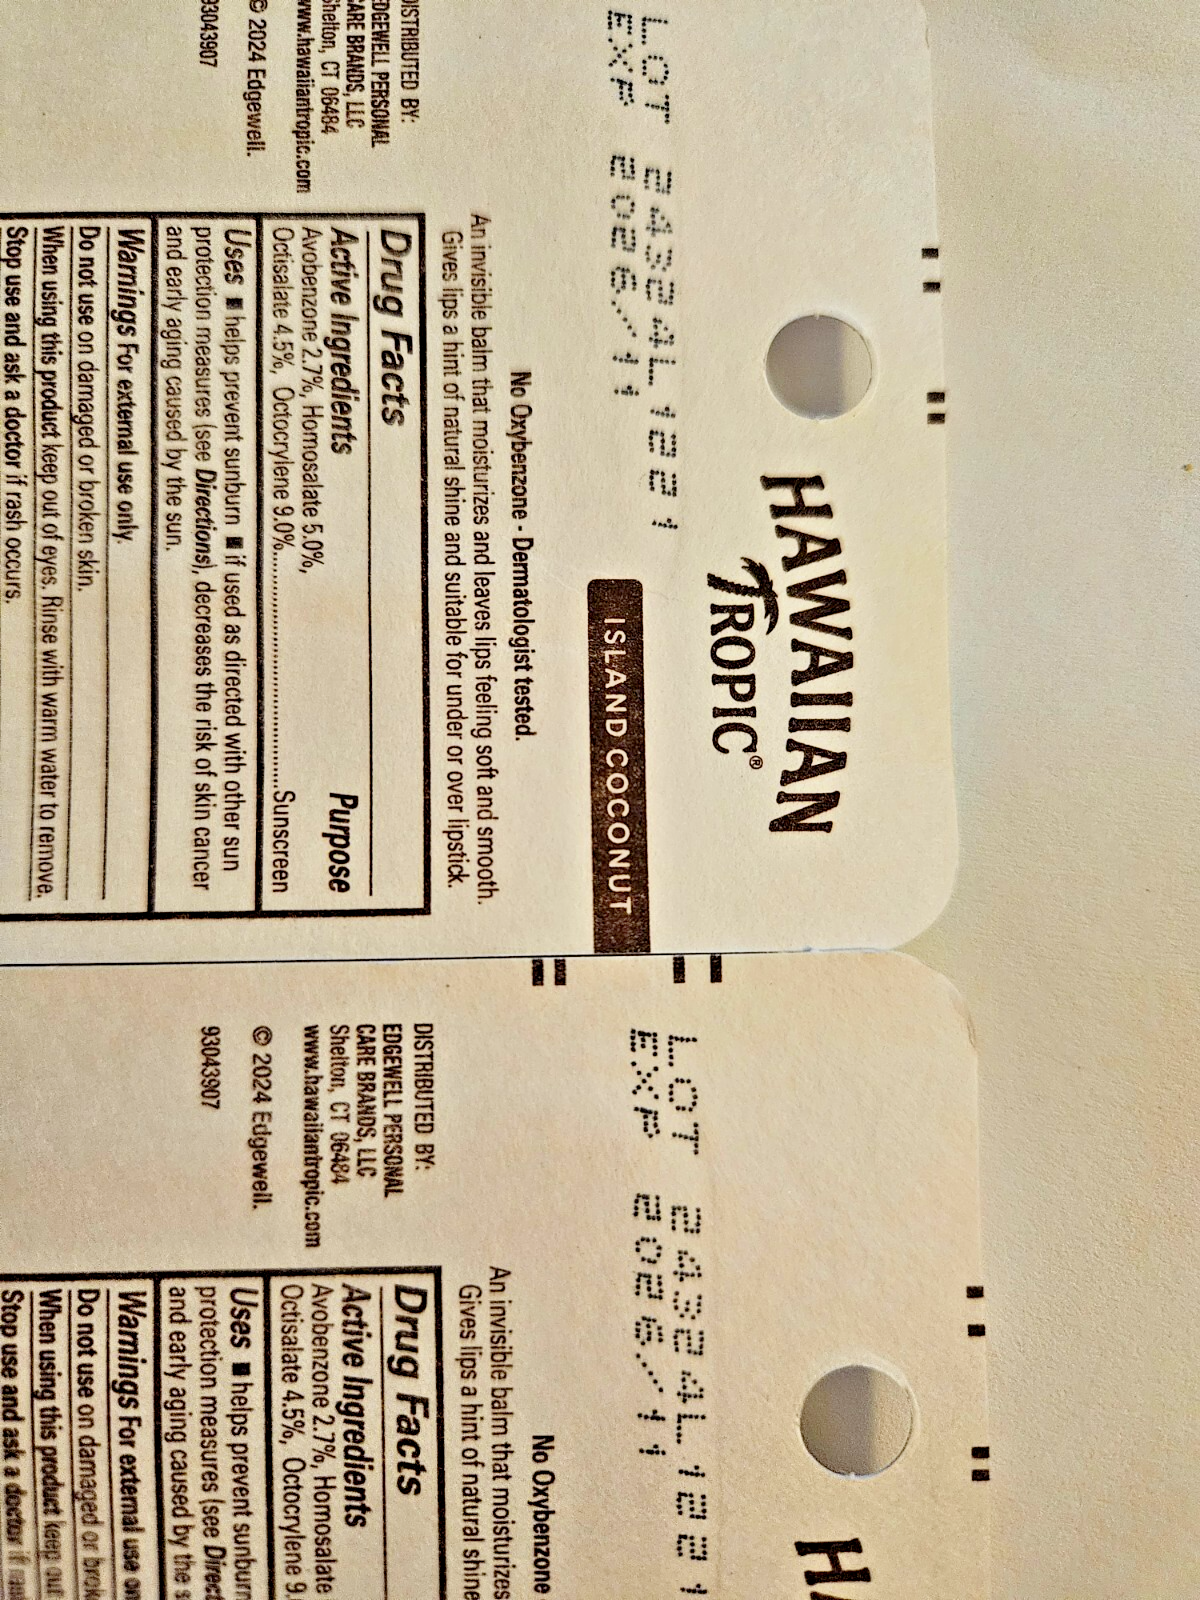 HAWAIIAN
TROPIC®
LOT 24324L1221
EXP 2026/11
ISLAND COCONUT
No Oxybenzone - Dermatologist tested.
An invisible balm that moisturizes and leaves lips feeling soft and smooth.
Gives lips a hint of natural shine and suitable for under or over lipstick.
DISTRIBUTED BY:
EDGEWELL PERSONAL
CARE BRANDS, LLC
Shelton, CT 06484
www.hawaiiantropic.com
© 2024 Edgewell.
93043907
Drug Facts
Active Ingredients Purpose
Avobenzone 2.7%, Homosalate 5.0%,
Octisalate 4.5%, Octocrylene 9.0%..............................Sunscreen
Uses ■ helps prevent sunburn ■ if used as directed with other sun
protection measures (see Directions), decreases the risk of skin cancer
and early aging caused by the sun.
Warnings For external use only.
Do not use on damaged or broken skin.
When using this product keep out of eyes. Rinse with warm water to remove.
Stop use and ask a doctor if rash occurs.
HA
LOT 24324L1221
EXP 2026/11
No Oxybenzone -
An invisible balm that moisturizes
Gives lips a hint of natural shine
DISTRIBUTED BY:
EDGEWELL PERSONAL
CARE BRANDS, LLC
Shelton, CT 06484
www.hawaiiantropic.com
© 2024 Edgewell.
93043907
Drug Facts
Active Ingredients
Avobenzone 2.7%, Homosalate
Octisalate 4.5%, Octocrylene 9.
Uses ■ helps prevent sunburn
protection measures (see Direct
and early aging caused by the s
Warnings For external use on
Do not use on damaged or brok
When using this product keep out
Stop use and ask a doctor if